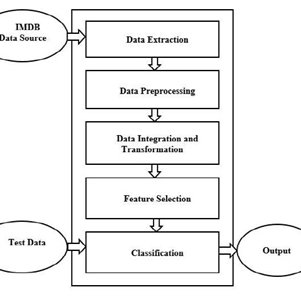 IMDB
Data Source
Data Extraction
Data Preprocessing
Data Integration and
Transformation
Feature Selection
Test Data
Classification
Output